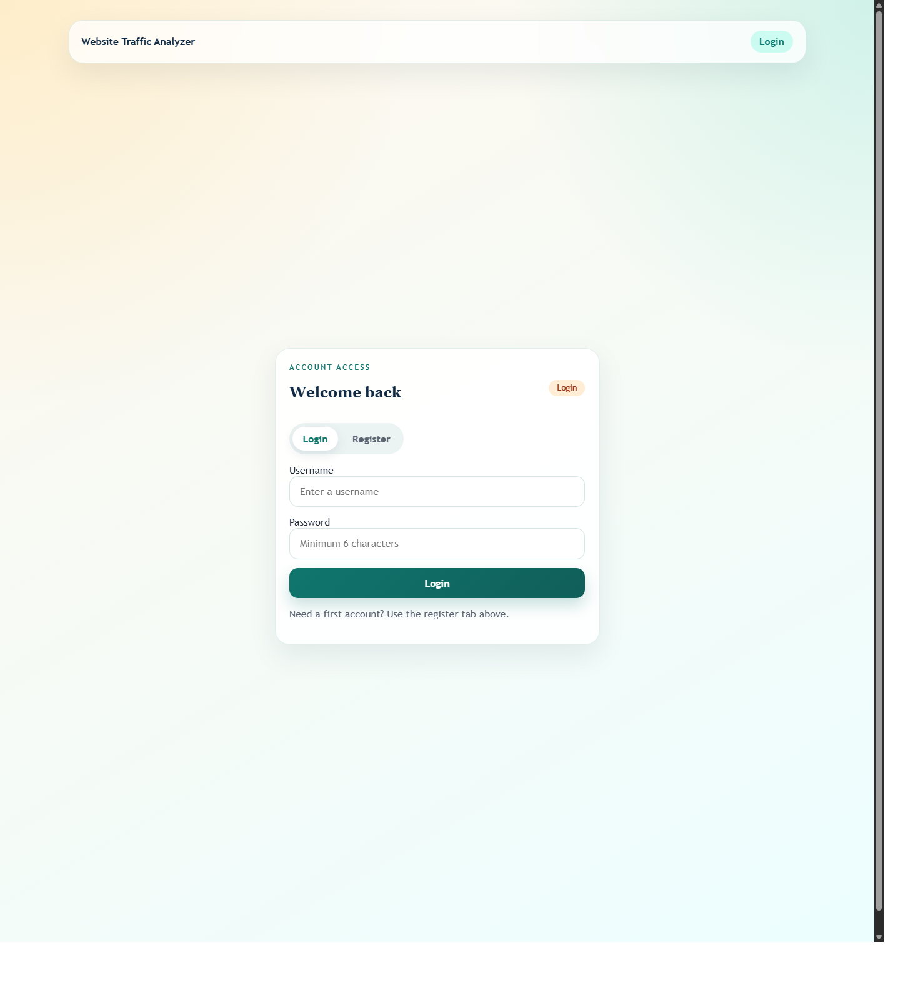 Website Traffic Analyzer
Login
ACCOUNT ACCESS
Welcome back
Login
Login
Register
Username
Enter a username
Password
Minimum 6 characters
Login
Need a first account? Use the register tab above.